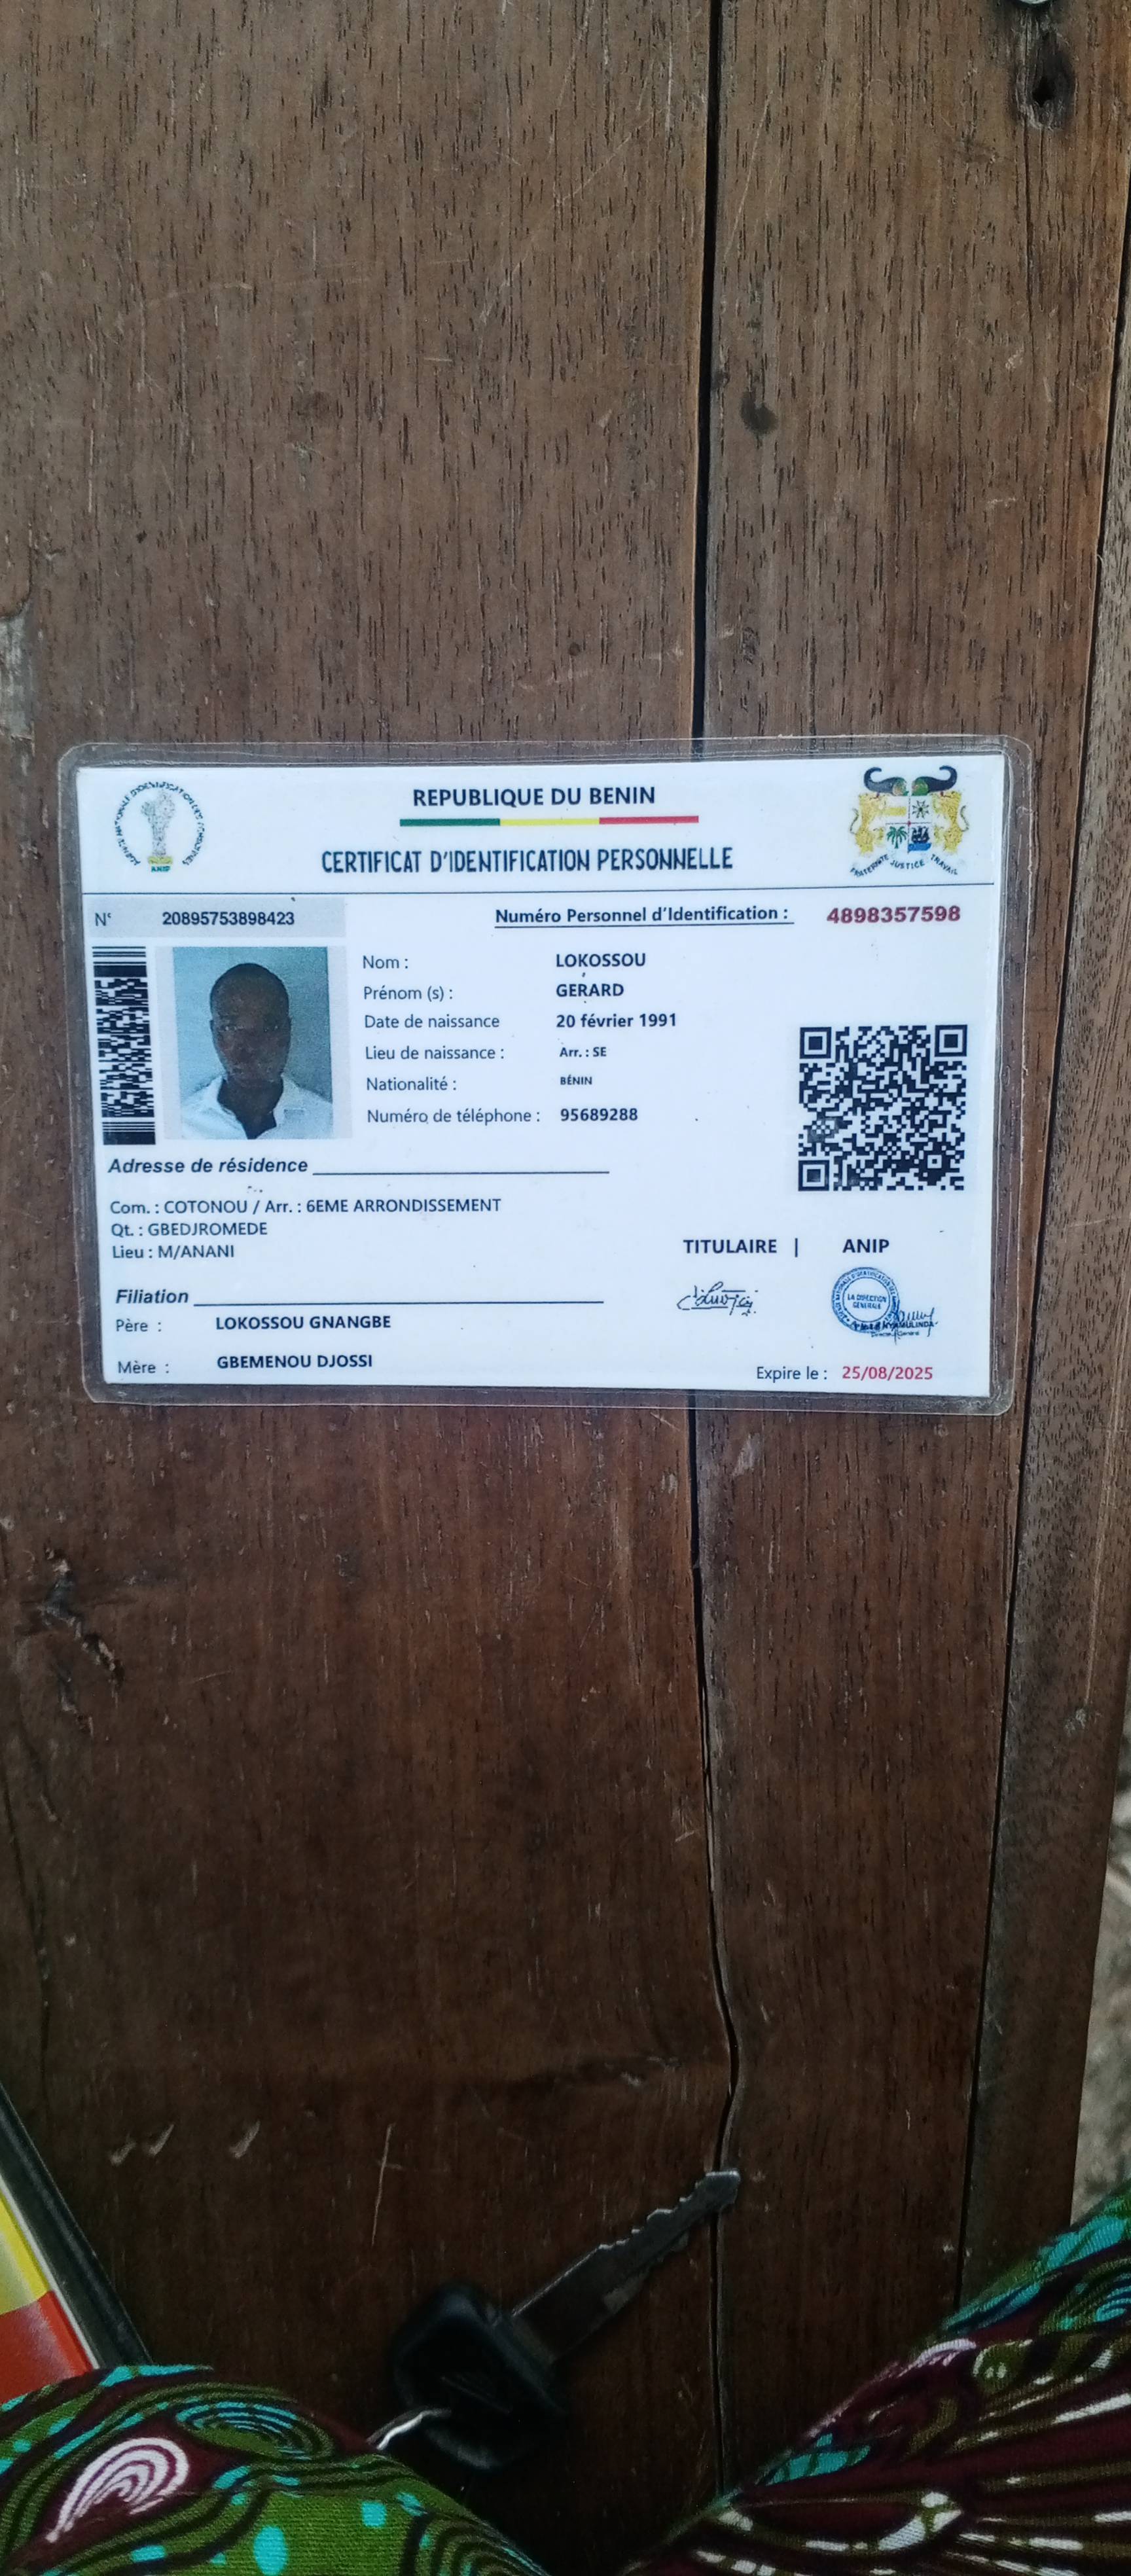 REPUBLIQUE DU BENIN
CERTIFICAT D'IDENTIFICATION PERSONNELLE
ANIP
FRATERNITE JUSTICE TRAVAIL
N° 20895753898423
Numéro Personnel d'Identification : 4898357598
Nom : LOKOSSOU
Prénom (s) : GERARD
Date de naissance 20 février 1991
Lieu de naissance : Arr. : SE
Nationalité : BÉNIN
Numéro de téléphone : 95689288
Adresse de résidence
Com. : COTONOU / Arr. : 6EME ARRONDISSEMENT
Qt. : GBEDJROMEDE
Lieu : M/ANANI
TITULAIRE | ANIP
LA DIRECTION
GENERALE
Filiation
Père : LOKOSSOU GNANGBE
Mère : GBEMENOU DJOSSI
Expire le : 25/08/2025